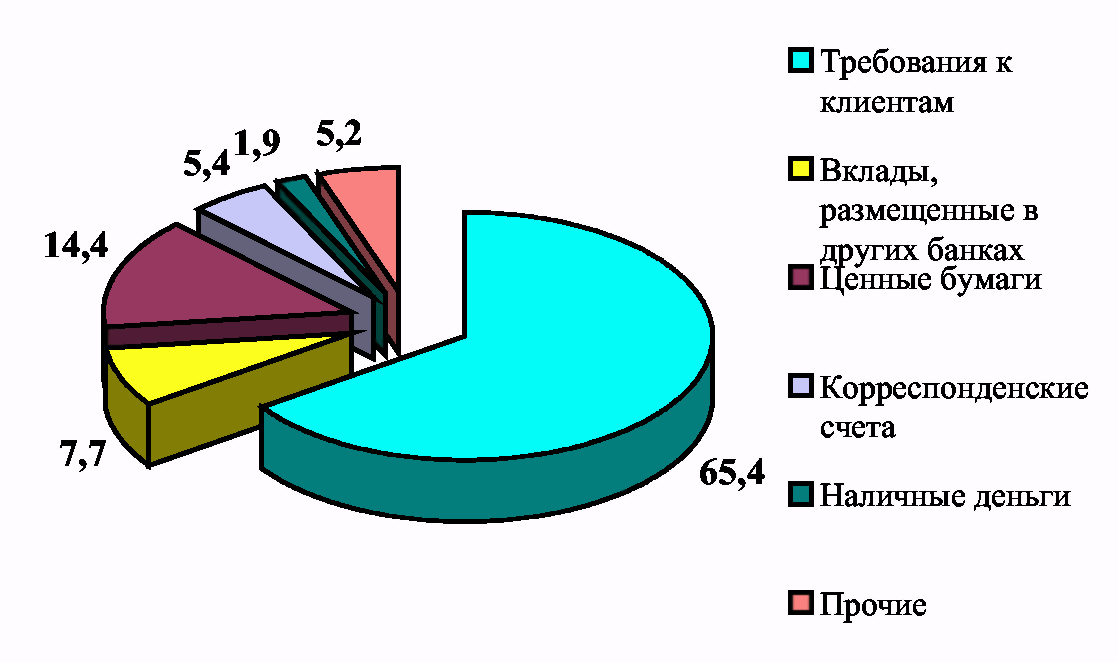 5,2
1,9
5,4
14,4
7,7
65,4
Требования к
клиентам
Вклады,
размещенные в
других банках
Ценные бумаги
Корреспонденские
счета
Наличные деньги
Прочие